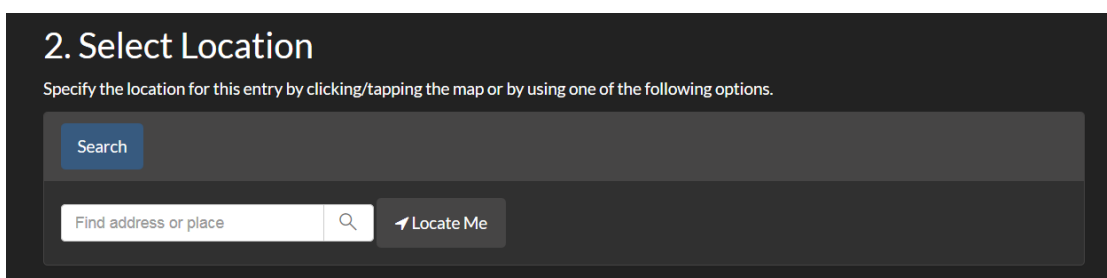 2. Select Location
Specify the location for this entry by clicking/tapping the map or by using one of the following options.
Search
Find address or place
Locate Me